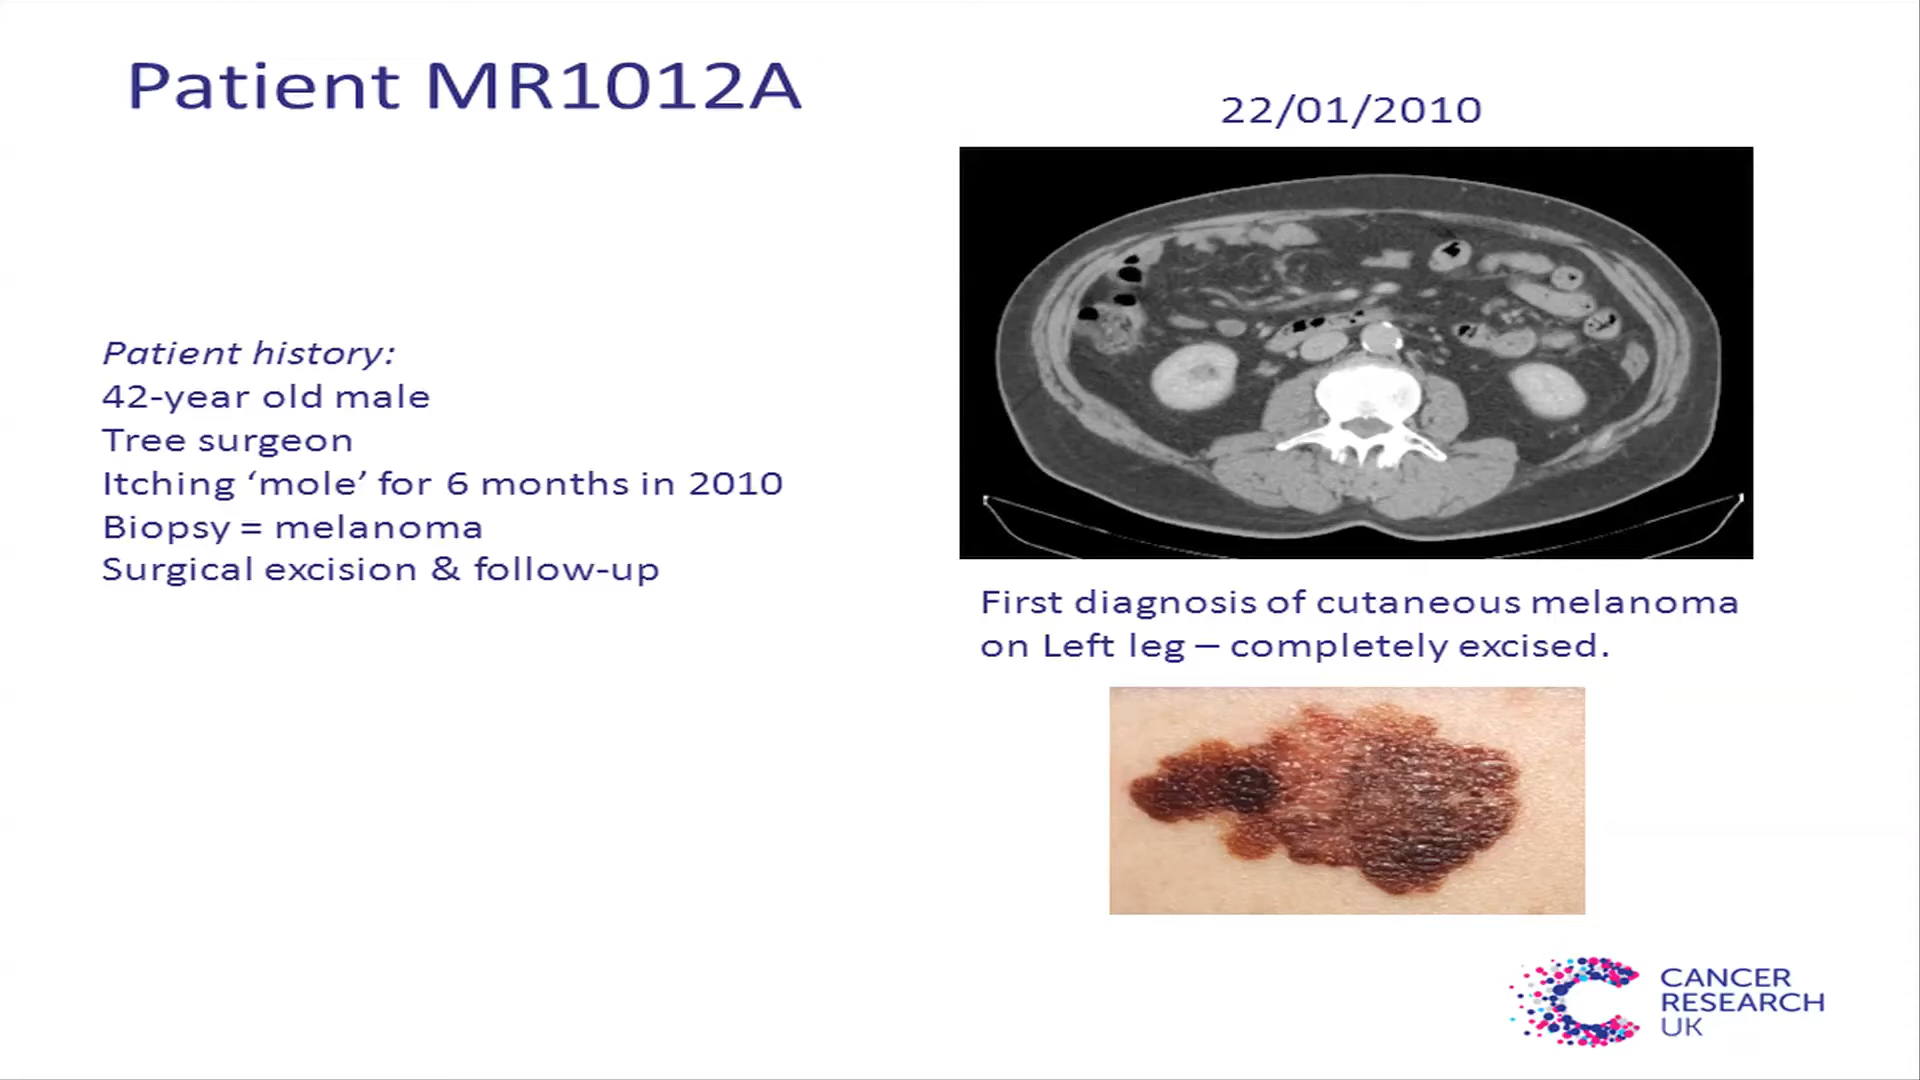 Patient MR1012A
22/01/2010
Patient history:
42-year old male
Tree surgeon
Itching ‘mole’ for 6 months in 2010
Biopsy = melanoma
Surgical excision & follow-up
First diagnosis of cutaneous melanoma
on Left leg – completely excised.
CANCER
RESEARCH
UK